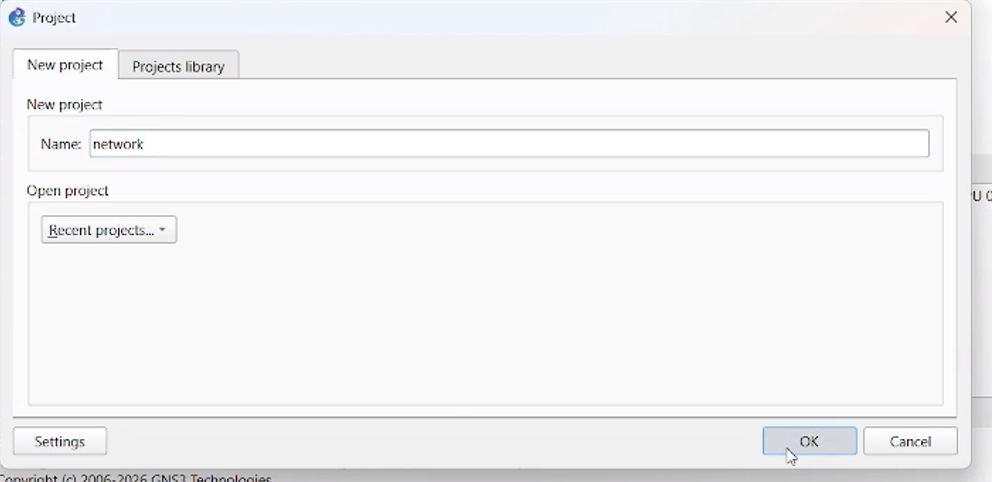 Project
New project
Projects library
New project
Name: network
Open project
Recent projects...
Settings
OK
Cancel
Copyright (c) 2006-2026 GNS3 Technologies